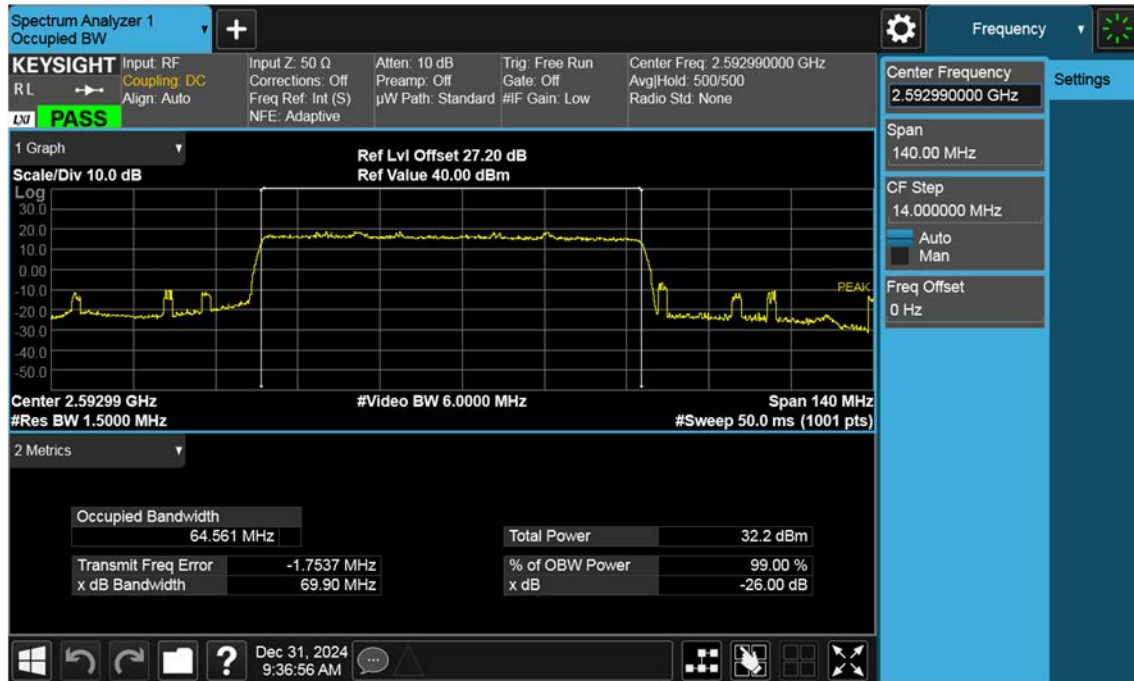 Spectrum Analyzer 1
Occupied BW
+
Frequency
KEYSIGHT
R L
LXI PASS
Input: RF
Coupling: DC
Align: Auto
Input Z: 50 Ω
Corrections: Off
Freq Ref: Int (S)
NFE: Adaptive
Atten: 10 dB
Preamp: Off
µW Path: Standard
Trig: Free Run
Gate: Off
#IF Gain: Low
Center Freq: 2.592990000 GHz
Avg|Hold: 500/500
Radio Std: None
Center Frequency
2.592990000 GHz
Settings
Span
140.00 MHz
CF Step
14.000000 MHz
Auto
Man
Freq Offset
0 Hz
1 Graph
Scale/Div 10.0 dB
Ref Lvl Offset 27.20 dB
Ref Value 40.00 dBm
Log
30.0
20.0
10.0
0.00
-10.0
-20.0
-30.0
-40.0
-50.0
PEAK
Center 2.59299 GHz
#Video BW 6.0000 MHz
Span 140 MHz
#Res BW 1.5000 MHz
#Sweep 50.0 ms (1001 pts)
2 Metrics
Occupied Bandwidth
64.561 MHz
Total Power 32.2 dBm
Transmit Freq Error -1.7537 MHz
% of OBW Power 99.00 %
x dB Bandwidth 69.90 MHz
x dB -26.00 dB
?
Dec 31, 2024
9:36:56 AM